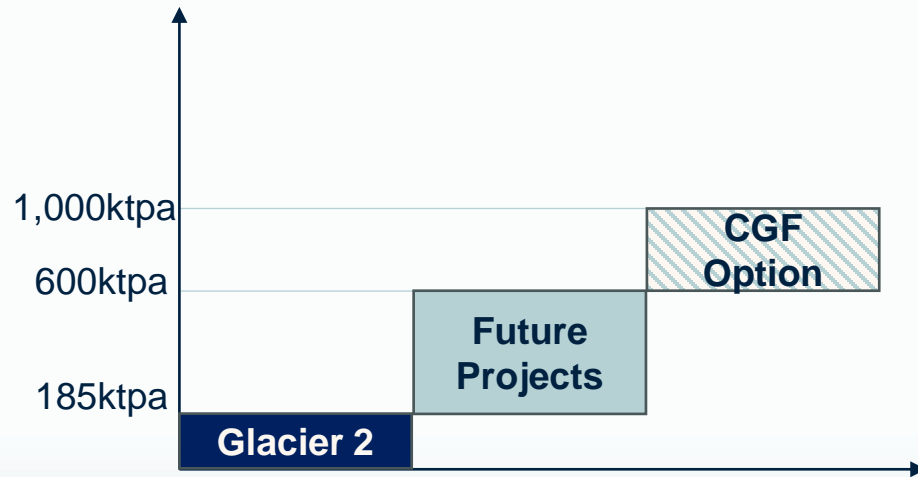 1,000ktpa
CGF
Option
600ktpa
Future
Projects
185ktpa
Glacier 2